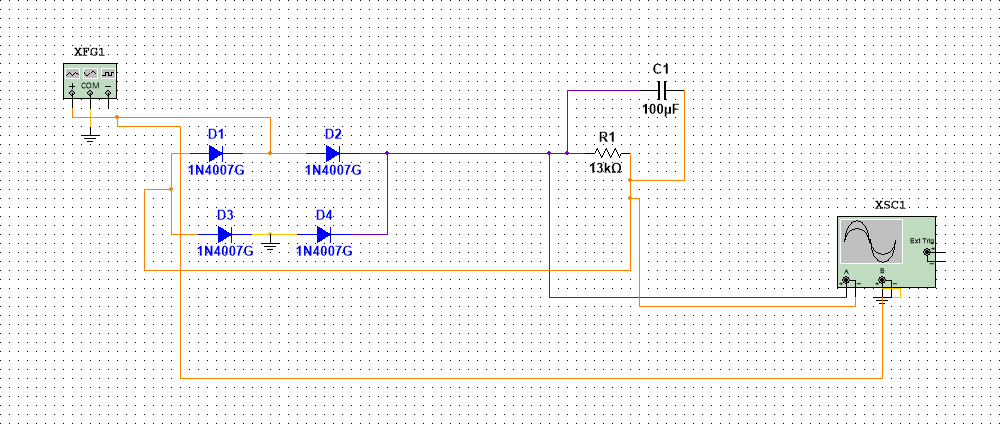 XFG1
+ COM −
C1
100µF
D1
1N4007G
D2
1N4007G
R1
13kΩ
D3
1N4007G
D4
1N4007G
XSC1
Ext Trig
+
−
A
B
+ − + −